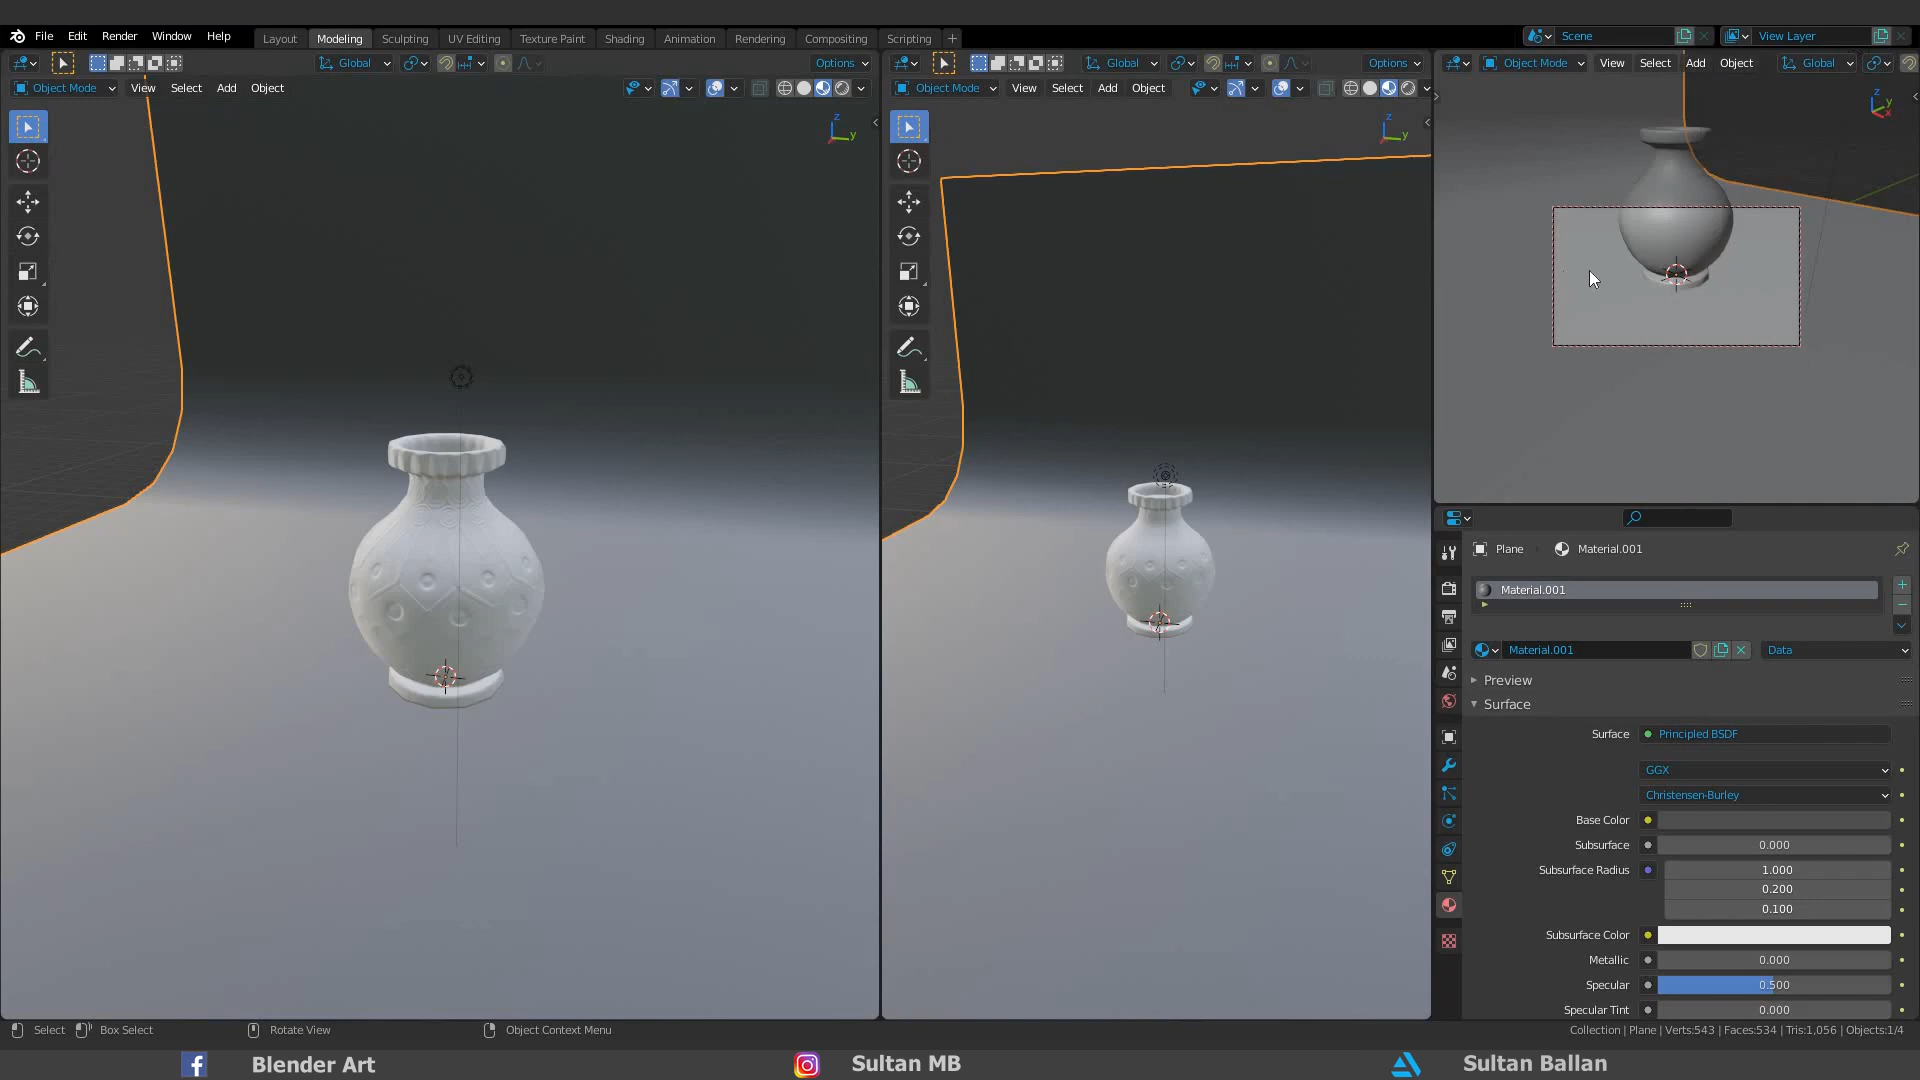 File Edit Render Window Help Layout Modeling Sculpting UV Editing Texture Paint Shading Animation Rendering Compositing Scripting + Scene View Layer
Global Options Global Options Object Mode View Select Add Object Global
Object Mode View Select Add Object Object Mode View Select Add Object
z y z y z y x
Plane Material.001
Material.001
Material.001 Data
Preview
Surface
Surface Principled BSDF
GGX
Christensen-Burley
Base Color
Subsurface 0.000
Subsurface Radius 1.000
0.200
0.100
Subsurface Color
Metallic 0.000
Specular 0.500
Specular Tint 0.000
Select Box Select Rotate View Object Context Menu Collection | Plane | Verts:543 | Faces:534 | Tris:1,056 | Objects:1/4
Blender Art Sultan MB Sultan Ballan